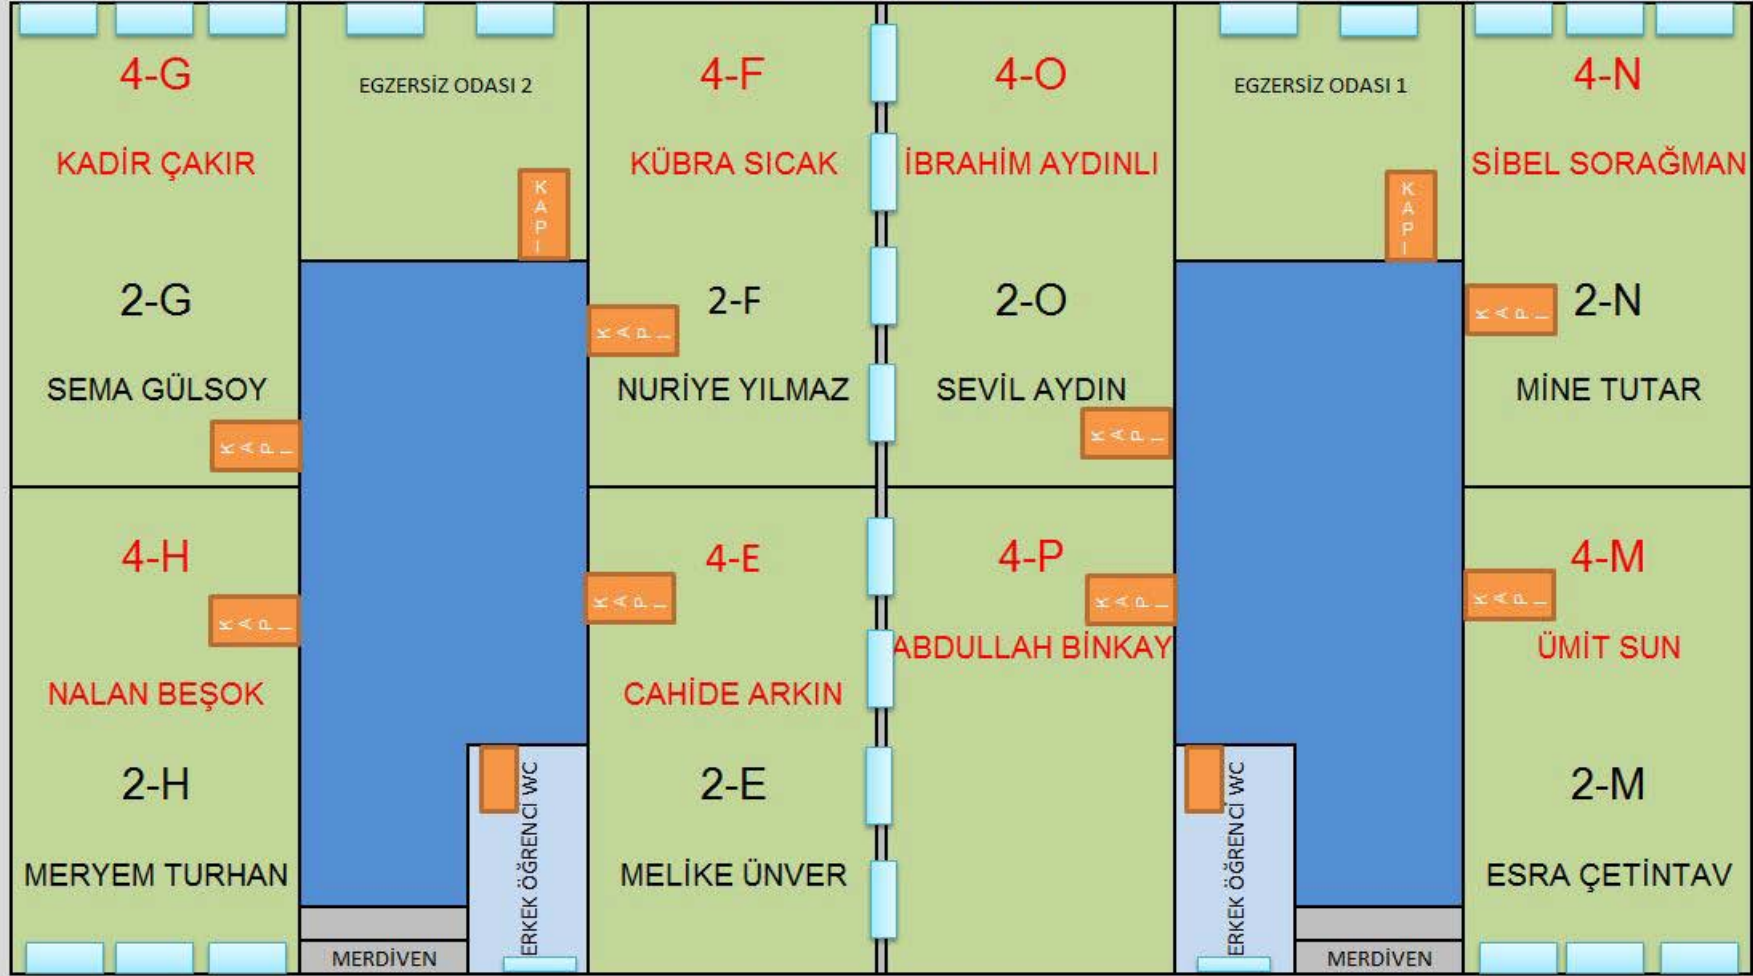 4-G
KADİR ÇAKIR
2-G
SEMA GÜLSOY
KAPI
EGZERSİZ ODASI 2
KAPI
4-F
KÜBRA SICAK
KAPI
2-F
NURİYE YILMAZ
4-O
İBRAHİM AYDINLI
2-O
SEVİL AYDIN
KAPI
EGZERSİZ ODASI 1
KAPI
4-N
SİBEL SORAĞMAN
KAPI
2-N
MİNE TUTAR
4-H
KAPI
NALAN BEŞOK
2-H
MERYEM TURHAN
MERDİVEN
ERKEK ÖĞRENCİ WC
4-E
KAPI
CAHİDE ARKIN
2-E
MELİKE ÜNVER
4-P
KAPI
ABDULLAH BİNKAY
ERKEK ÖĞRENCİ WC
MERDİVEN
4-M
KAPI
ÜMİT SUN
2-M
ESRA ÇETİNTAV